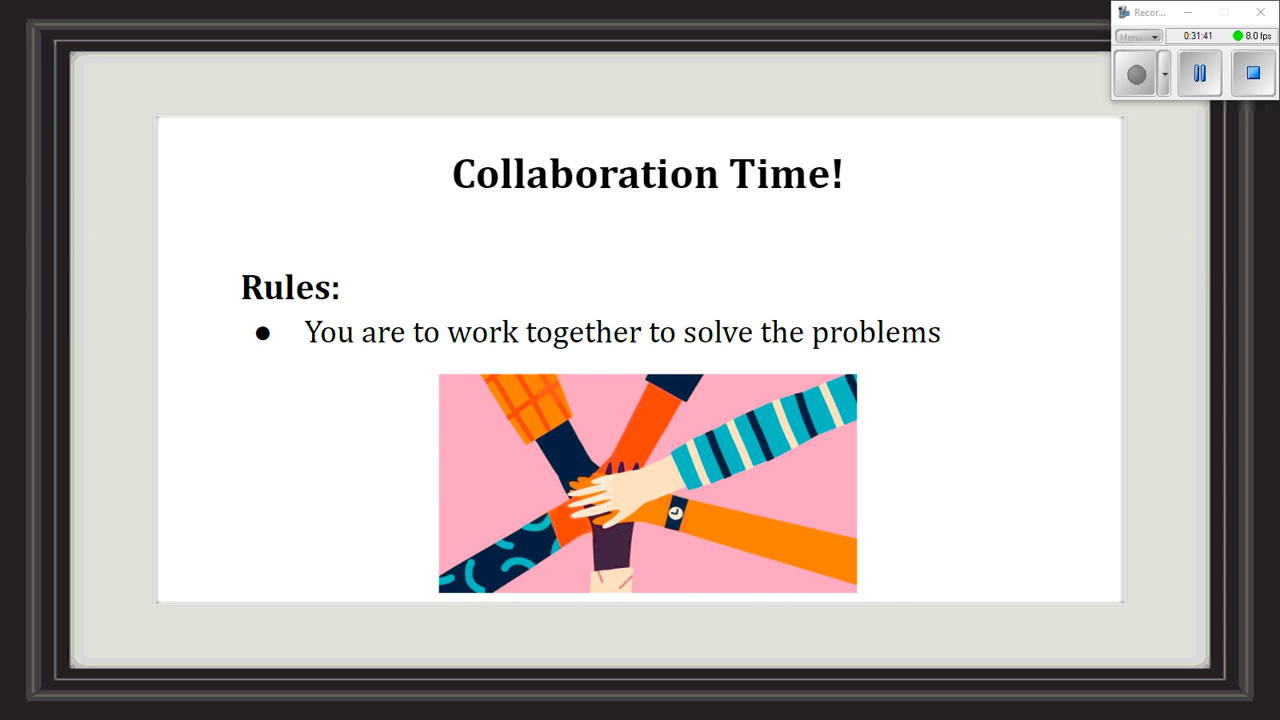 Recor...
Menu
0:31:41
8.0 fps
Collaboration Time!
Rules:
● You are to work together to solve the problems